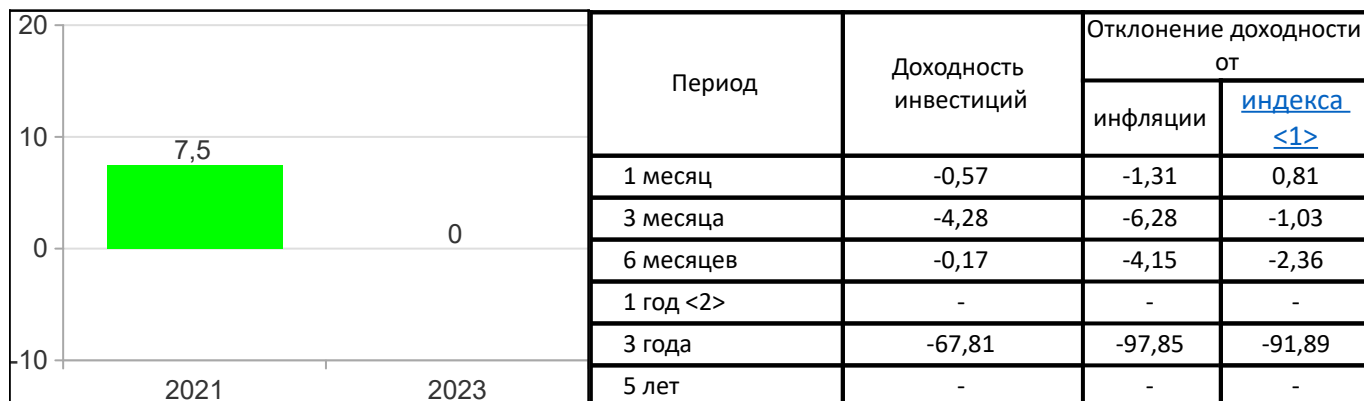 20
10
0
-10
7,5
0
2021
2023
Период
Доходность
инвестиций
Отклонение доходности
от
инфляции
индекса
<1>
1 месяц -0,57 -1,31 0,81
3 месяца -4,28 -6,28 -1,03
6 месяцев -0,17 -4,15 -2,36
1 год <2> - - -
3 года -67,81 -97,85 -91,89
5 лет - - -